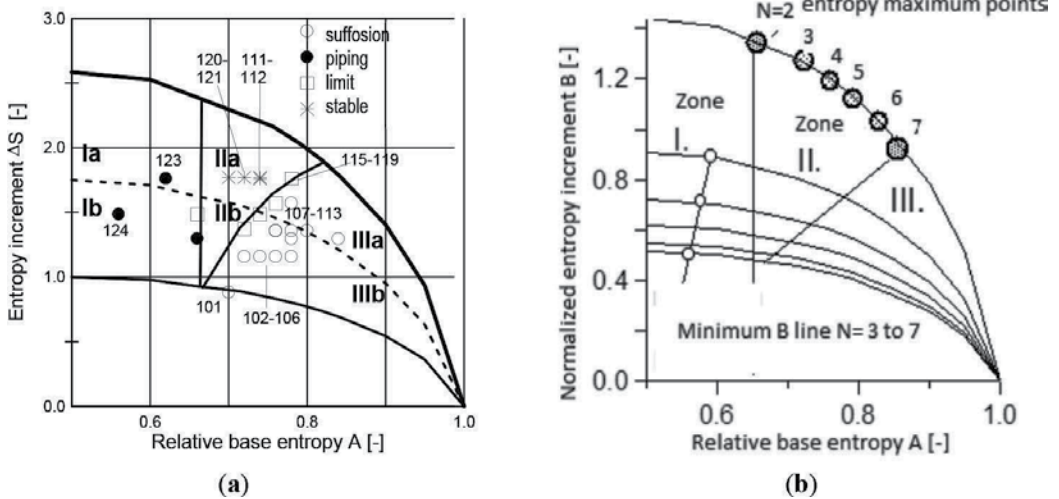 (a)
3.0
2.0
1.0
0.0
Entropy increment ΔS [-]
120-
121
111-
112
suffosion
piping
limit
stable
Ia
123
IIa
115-119
Ib
124
IIb
107-113
IIIa
IIIb
101
102-106
0.6
0.8
1.0
Relative base entropy A [-]
(a)
N=2 entropy maximum points
3
4
5
6
7
1.2
0.8
0.4
0.0
Normalized entropy increment B [-]
Zone
I.
Zone
II.
III.
Minimum B line N= 3 to 7
0.6
0.8
1.0
Relative base entropy A [-]
(b)